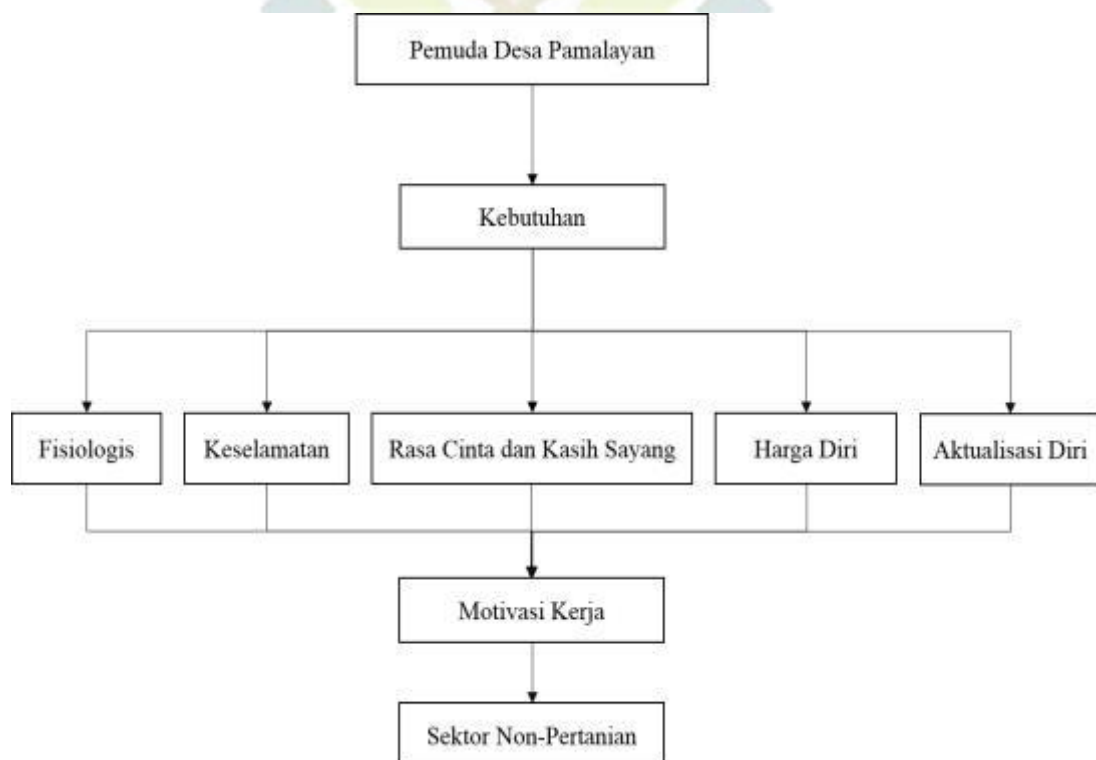 Pemuda Desa Pamalayan
Kebutuhan
Fisiologis
Keselamatan
Rasa Cinta dan Kasih Sayang
Harga Diri
Aktualisasi Diri
Motivasi Kerja
Sektor Non-Pertanian